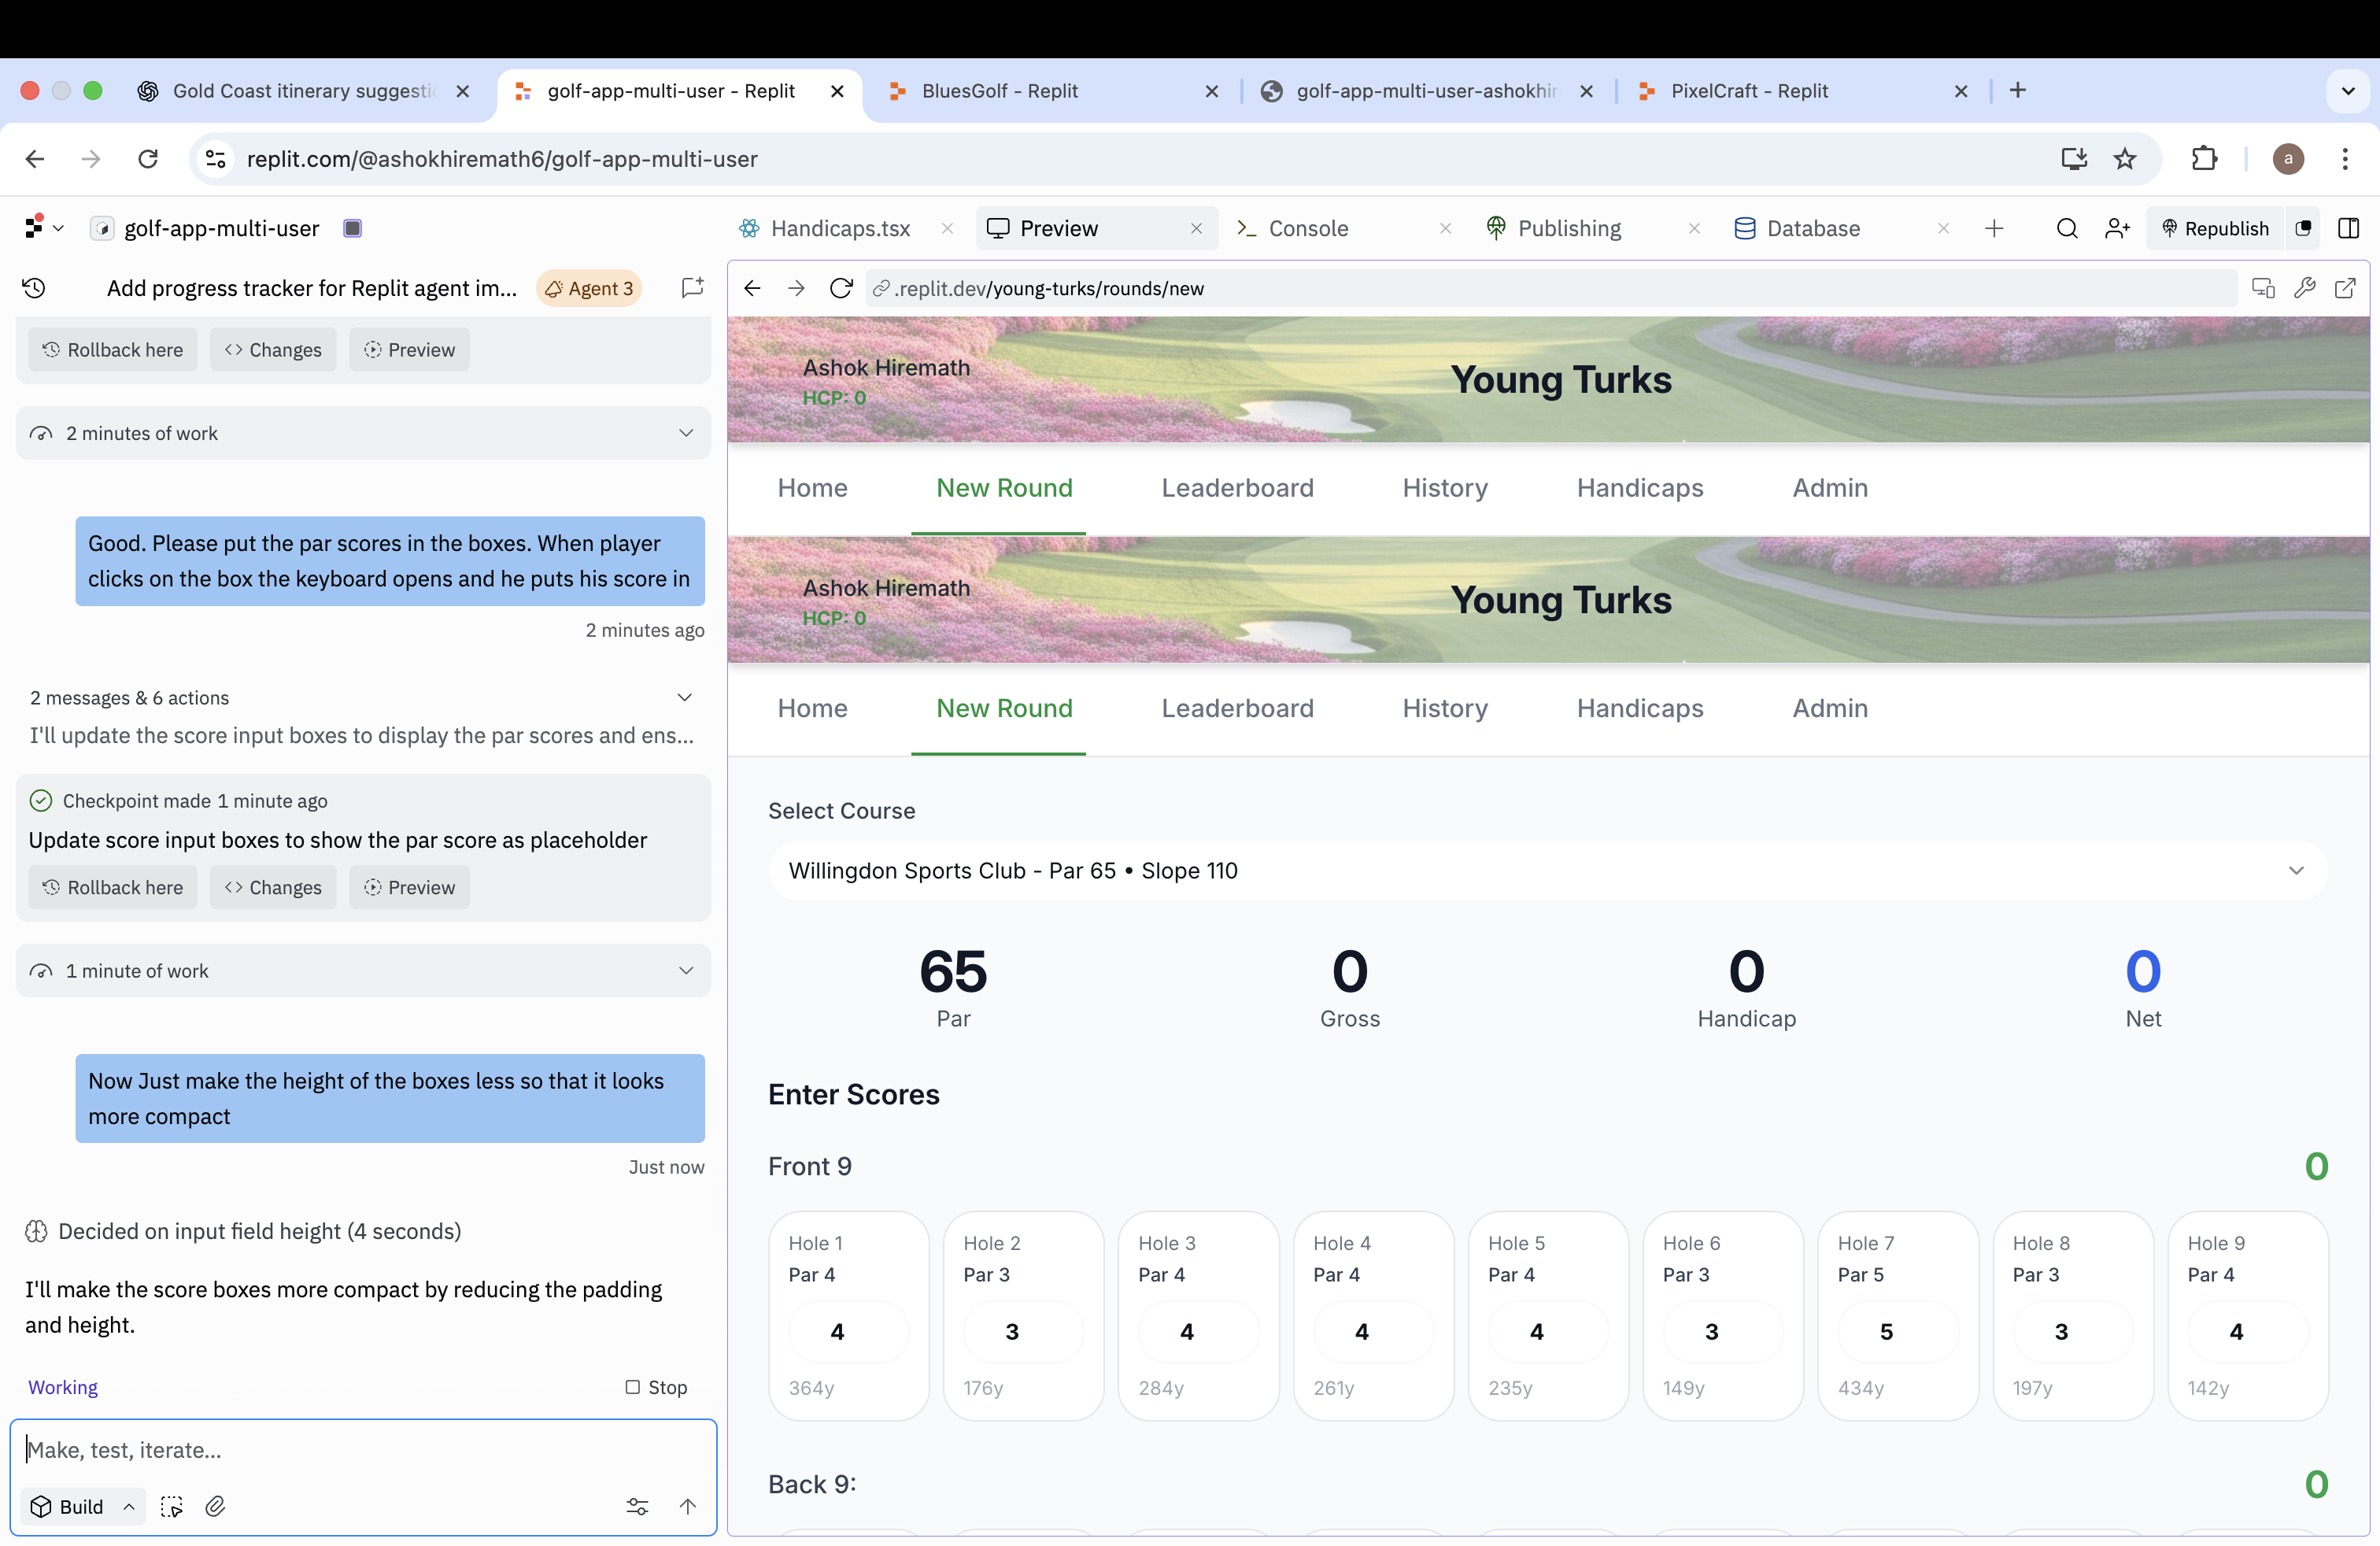 Gold Coast itinerary suggesti
golf-app-multi-user - Replit
BluesGolf - Replit
golf-app-multi-user-ashokhir
PixelCraft - Replit
replit.com/@ashokhiremath6/golf-app-multi-user
a
golf-app-multi-user
Handicaps.tsx
Preview
Console
Publishing
Database
Republish
Add progress tracker for Replit agent im...
Agent 3
.replit.dev/young-turks/rounds/new
Rollback here
Changes
Preview
2 minutes of work
Good. Please put the par scores in the boxes. When player
clicks on the box the keyboard opens and he puts his score in
2 minutes ago
2 messages & 6 actions
I'll update the score input boxes to display the par scores and ens...
Checkpoint made 1 minute ago
Update score input boxes to show the par score as placeholder
Rollback here
Changes
Preview
1 minute of work
Now Just make the height of the boxes less so that it looks
more compact
Just now
Decided on input field height (4 seconds)
I'll make the score boxes more compact by reducing the padding
and height.
Working
Stop
Make, test, iterate...
Build
Ashok Hiremath
HCP: 0
Young Turks
Home
New Round
Leaderboard
History
Handicaps
Admin
Ashok Hiremath
HCP: 0
Young Turks
Home
New Round
Leaderboard
History
Handicaps
Admin
Select Course
Willingdon Sports Club - Par 65 • Slope 110
65
Par
0
Gross
0
Handicap
0
Net
Enter Scores
Front 9
0
Hole 1
Par 4
4
364y
Hole 2
Par 3
3
176y
Hole 3
Par 4
4
284y
Hole 4
Par 4
4
261y
Hole 5
Par 4
4
235y
Hole 6
Par 3
3
149y
Hole 7
Par 5
5
434y
Hole 8
Par 3
3
197y
Hole 9
Par 4
4
142y
Back 9:
0